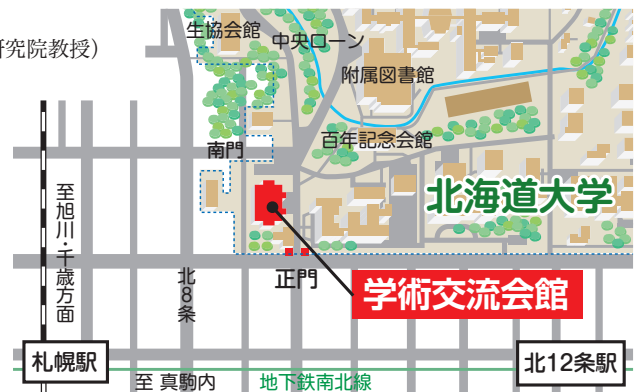 生協会館
中央ローン
研究院教授）
附属図書館
百年記念会館
南門
北海道大学
至旭川・千歳方面
北8条
正門
学術交流会館
札幌駅
北12条駅
至 真駒内
地下鉄南北線